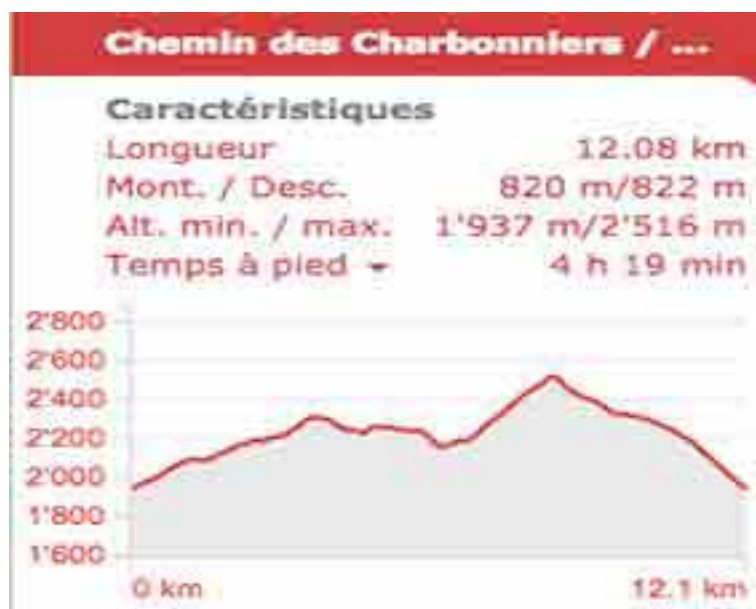 Chemin des Charbonniers / ...
Caractéristiques
Longueur 12.08 km
Mont. / Desc. 820 m/822 m
Alt. min. / max. 1'937 m/2'516 m
Temps à pied 4 h 19 min
2'800
2'600
2'400
2'200
2'000
1'800
1'600
0 km 12.1 km